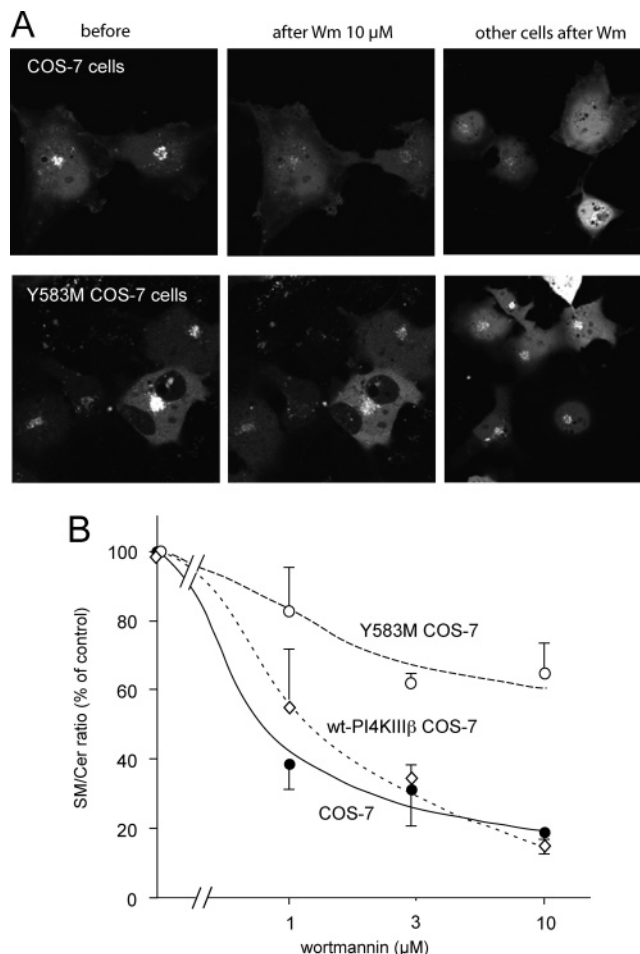 A
before
after Wm 10 µM
other cells after Wm
COS-7 cells
Y583M COS-7 cells
B
100
80
60
40
20
0
SM/Cer ratio (% of control)
Y583M COS-7
wt-PI4KIIIβ COS-7
COS-7
1
3
10
wortmannin (µM)